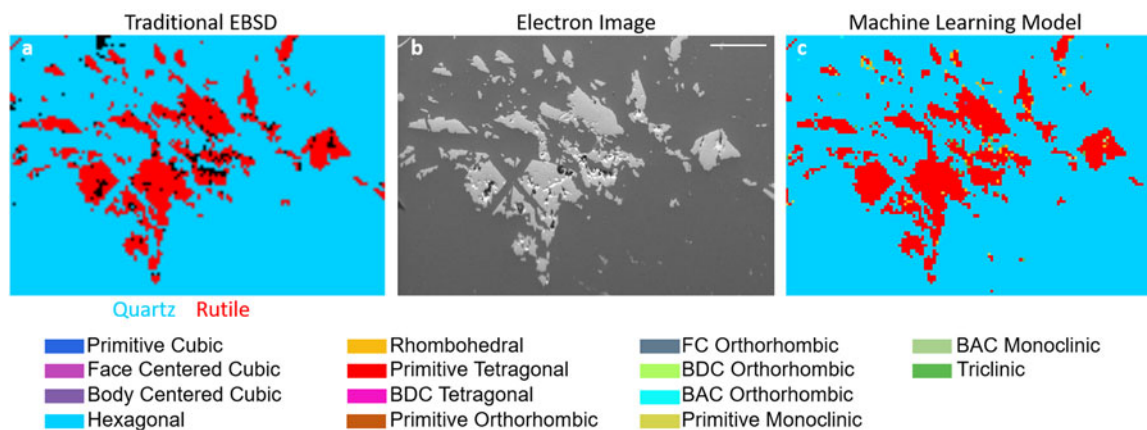 Traditional EBSD Electron Image Machine Learning Model
a b c
Quartz Rutile
Primitive Cubic Rhombohedral FC Orthorhombic BAC Monoclinic
Face Centered Cubic Primitive Tetragonal BDC Orthorhombic Triclinic
Body Centered Cubic BDC Tetragonal BAC Orthorhombic
Hexagonal Primitive Orthorhombic Primitive Monoclinic